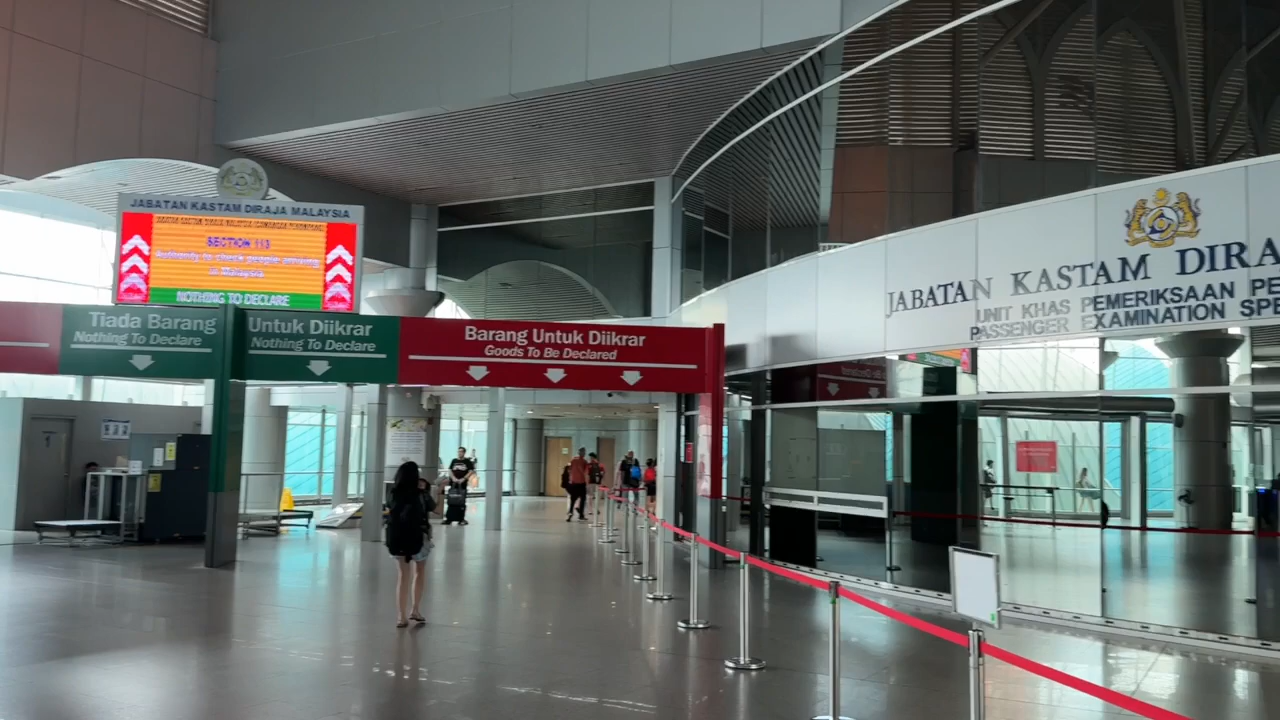 JABATAN KASTAM DIRAJA MALAYSIA
SECTION 113
Authority to check people arriving
in Malaysia
NOTHING TO DECLARE
Tiada Barang
Nothing To Declare
Untuk Diikrar
Nothing To Declare
Barang Untuk Diikrar
Goods To Be Declared
JABATAN KASTAM DIRA
UNIT KHAS PEMERIKSAAN PE
PASSENGER EXAMINATION SPE